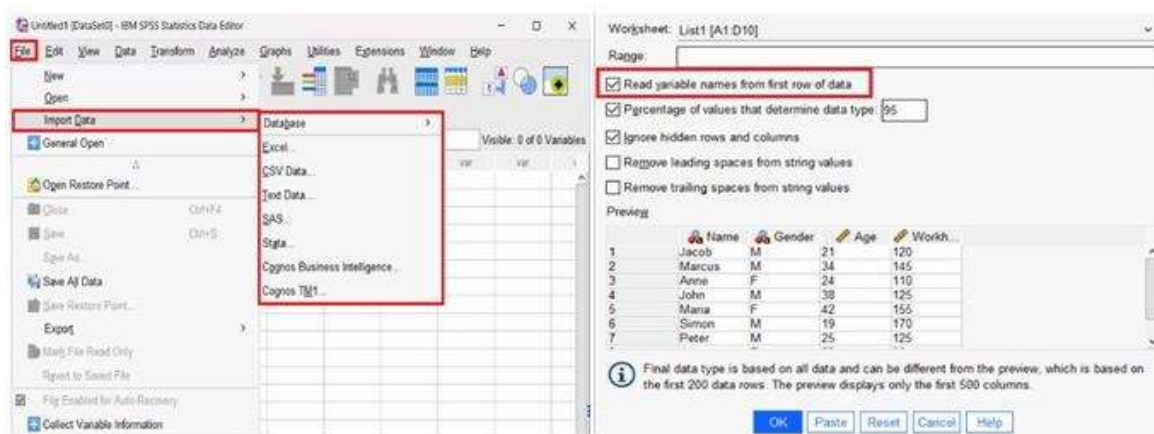 Untitled1 [DataSet0] - IBM SPSS Statistics Data Editor
File Edit View Data Transform Analyze Graphs Utilities Extensions Window Help
New
Open
Import Data
General Open
Open Restore Point...
Close Ctrl+F4
Save Ctrl+S
Save As...
Save All Data
Save Restore Point...
Export
Mark File Read Only
Revert to Saved File
File Enabled for Auto Recovery
Collect Variable Information
Database
Excel...
CSV Data...
Text Data...
SAS...
Stata...
Cognos Business Intelligence...
Cognos TM1...
Visible: 0 of 0 Variables
var var
Worksheet: List1 [A1:D10]
Range:
Read variable names from first row of data
Percentage of values that determine data type: 95
Ignore hidden rows and columns
Remove leading spaces from string values
Remove trailing spaces from string values
Preview
Name Gender Age Workh...
1 Jacob M 21 120
2 Marcus M 34 145
3 Anne F 24 110
4 John M 38 125
5 Maria F 42 155
6 Simon M 19 170
7 Peter M 25 125
Final data type is based on all data and can be different from the preview, which is based on
the first 200 data rows. The preview displays only the first 500 columns.
OK Paste Reset Cancel Help